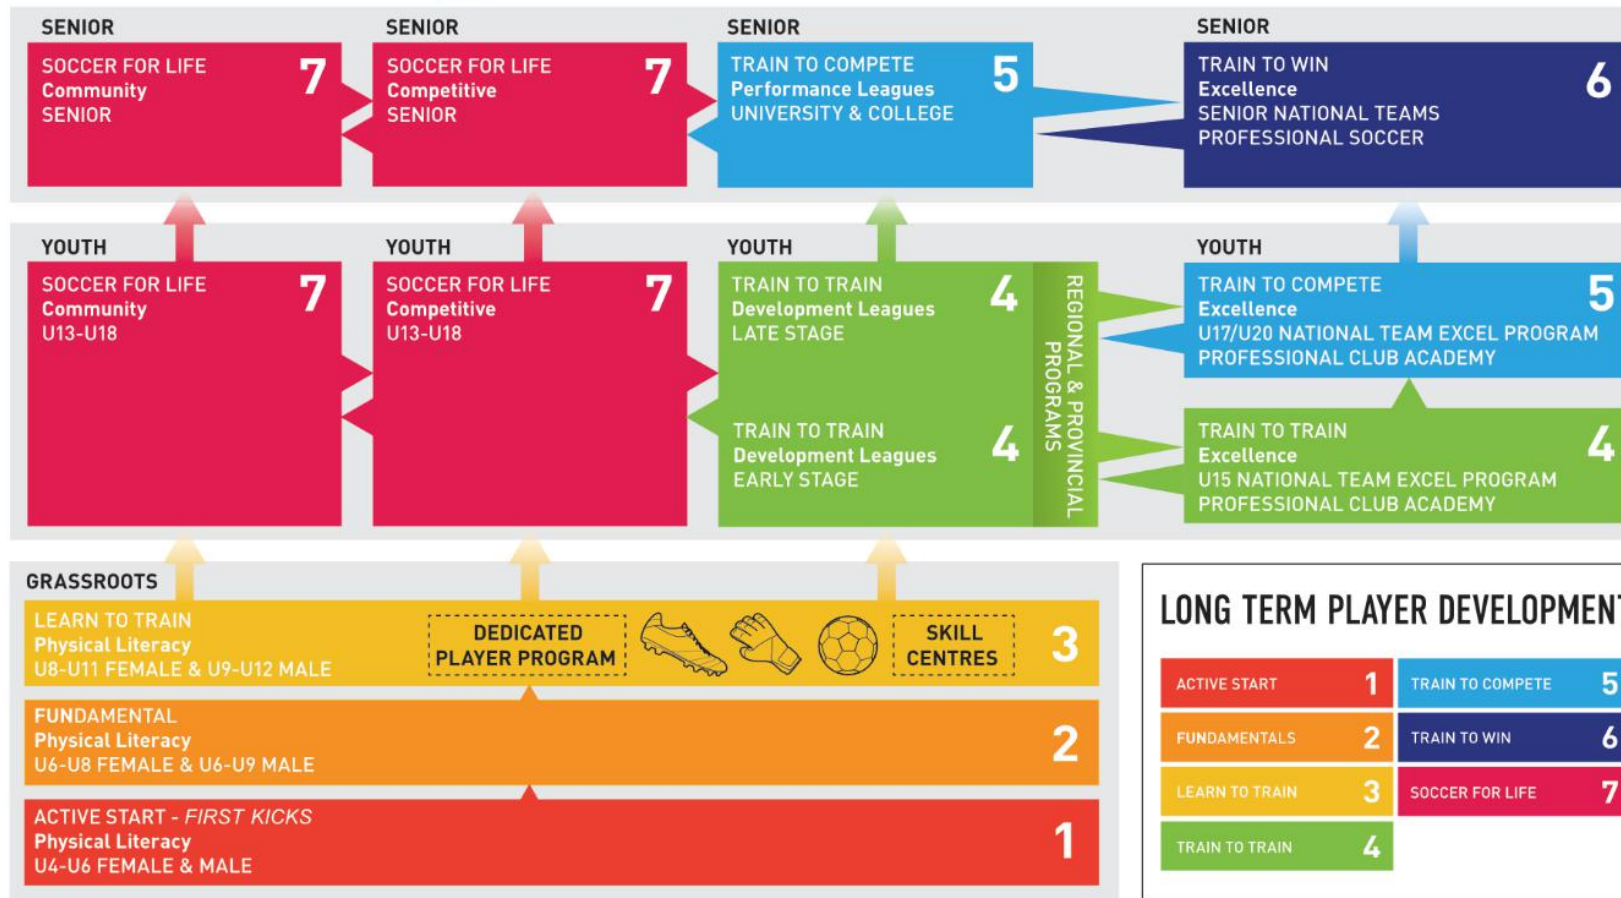 SENIOR
SOCCER FOR LIFE 7
Community
SENIOR
SENIOR
SOCCER FOR LIFE 7
Competitive
SENIOR
SENIOR
TRAIN TO COMPETE 5
Performance Leagues
UNIVERSITY & COLLEGE
SENIOR
TRAIN TO WIN 6
Excellence
SENIOR NATIONAL TEAMS
PROFESSIONAL SOCCER
YOUTH
SOCCER FOR LIFE 7
Community
U13-U18
YOUTH
SOCCER FOR LIFE 7
Competitive
U13-U18
YOUTH
TRAIN TO TRAIN 4
Development Leagues
LATE STAGE
TRAIN TO TRAIN 4
Development Leagues
EARLY STAGE
REGIONAL & PROVINCIAL
PROGRAMS
YOUTH
TRAIN TO COMPETE 5
Excellence
U17/U20 NATIONAL TEAM EXCEL PROGRAM
PROFESSIONAL CLUB ACADEMY
TRAIN TO TRAIN 4
Excellence
U15 NATIONAL TEAM EXCEL PROGRAM
PROFESSIONAL CLUB ACADEMY
GRASSROOTS
LEARN TO TRAIN
Physical Literacy
U8-U11 FEMALE & U9-U12 MALE
DEDICATED
PLAYER PROGRAM
SKILL
CENTRES
3
FUNDAMENTAL
Physical Literacy
U6-U8 FEMALE & U6-U9 MALE
2
ACTIVE START - FIRST KICKS
Physical Literacy
U4-U6 FEMALE & MALE
1
LONG TERM PLAYER DEVELOPMENT
ACTIVE START 1
FUNDAMENTALS 2
LEARN TO TRAIN 3
TRAIN TO TRAIN 4
TRAIN TO COMPETE 5
TRAIN TO WIN 6
SOCCER FOR LIFE 7